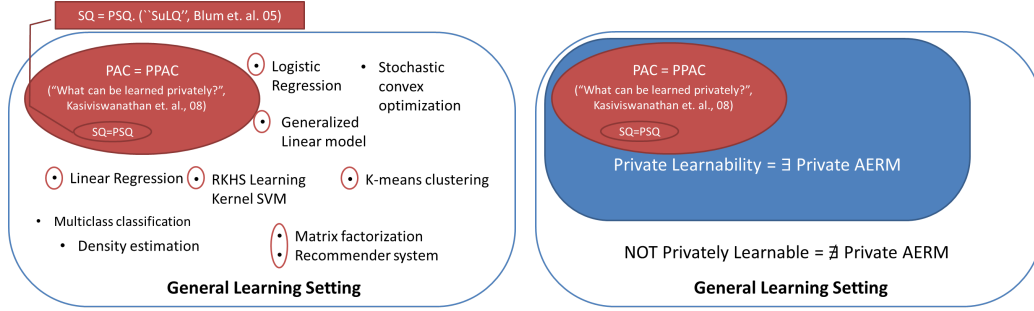 SQ = PSQ. (``SuLQ'', Blum et. al. 05)
PAC = PPAC
("What can be learned privately?",
Kasiviswanathan et. al., 08)
SQ=PSQ
• Logistic
Regression
• Stochastic
convex
optimization
• Generalized
Linear model
• Linear Regression
• RKHS Learning
Kernel SVM
• K-means clustering
• Multiclass classification
• Density estimation
• Matrix factorization
• Recommender system
General Learning Setting
PAC = PPAC
("What can be learned privately?",
Kasiviswanathan et. al., 08)
SQ=PSQ
Private Learnability = ∃ Private AERM
NOT Privately Learnable = ∄ Private AERM
General Learning Setting